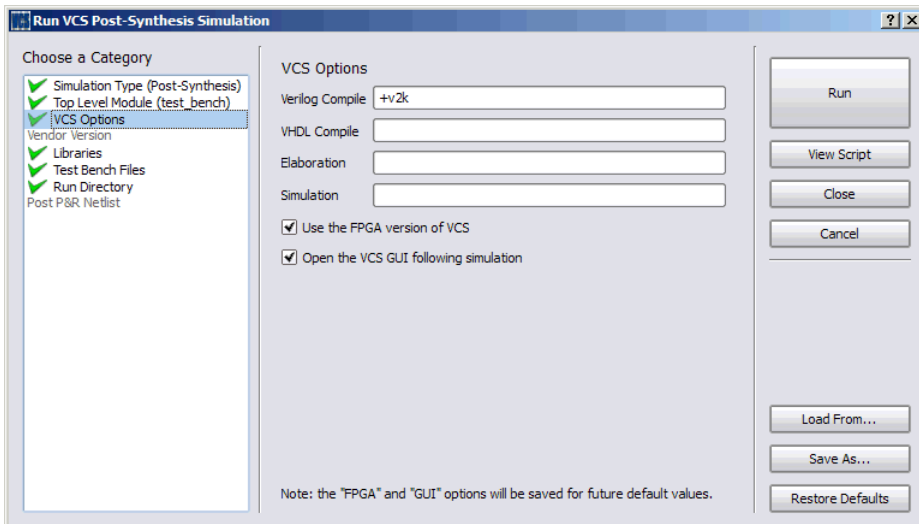 Run VCS Post-Synthesis Simulation
Choose a Category
Simulation Type (Post-Synthesis)
Top Level Module (test_bench)
VCS Options
Vendor Version
Libraries
Test Bench Files
Run Directory
Post P&R Netlist
VCS Options
Verilog Compile +v2k
VHDL Compile
Elaboration
Simulation
Use the FPGA version of VCS
Open the VCS GUI following simulation
Note: the "FPGA" and "GUI" options will be saved for future default values.
Run
View Script
Close
Cancel
Load From...
Save As...
Restore Defaults